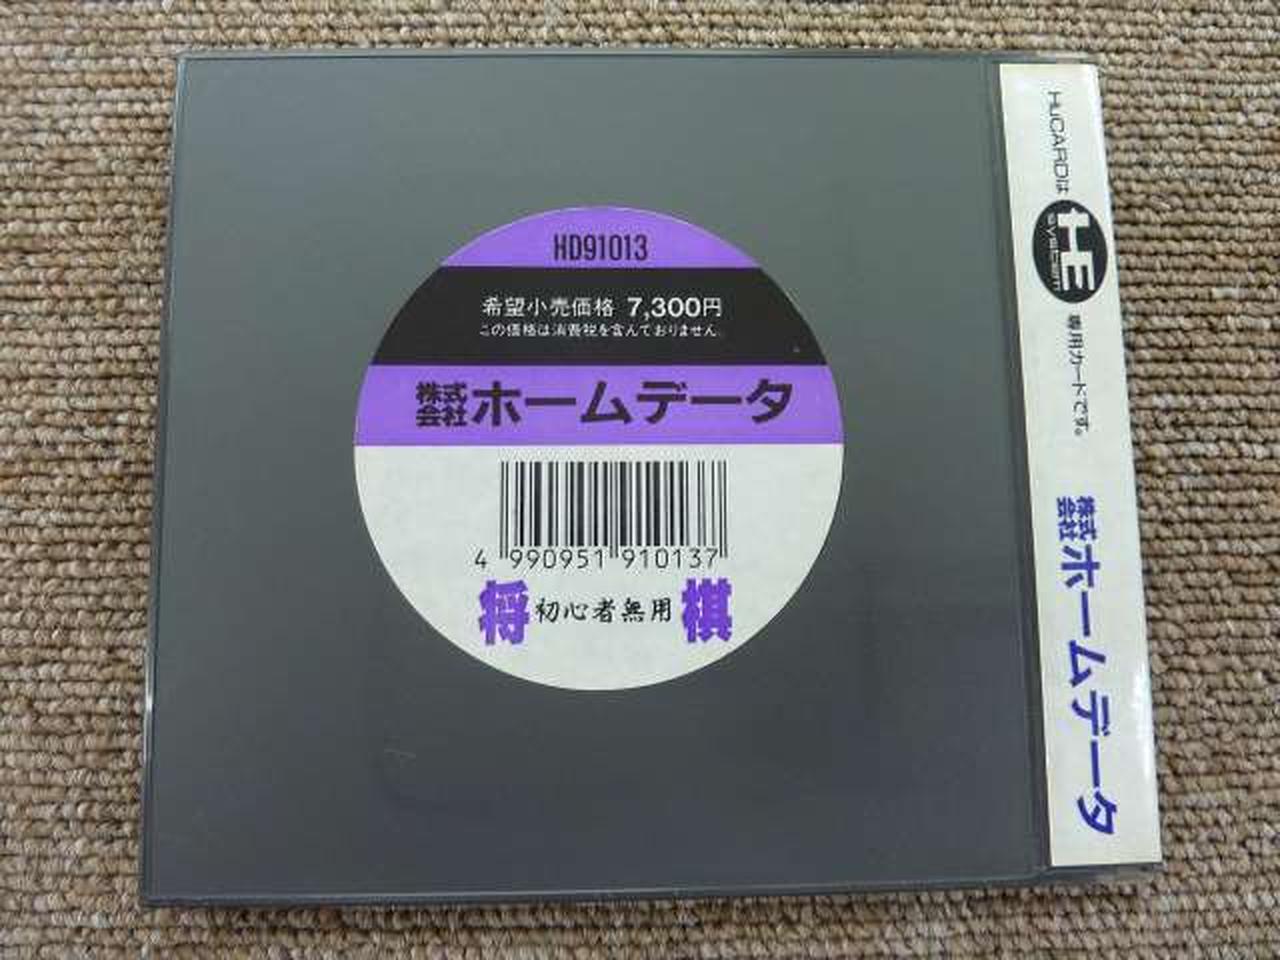 HD91013
希望小売価格 7,300円
この価格は消費税を含んでおりません
株式会社ホームデータ
4 990951 910137
将 初心者無用 棋
HuCARDは HE system 専用カードです。
株式会社ホームデータ